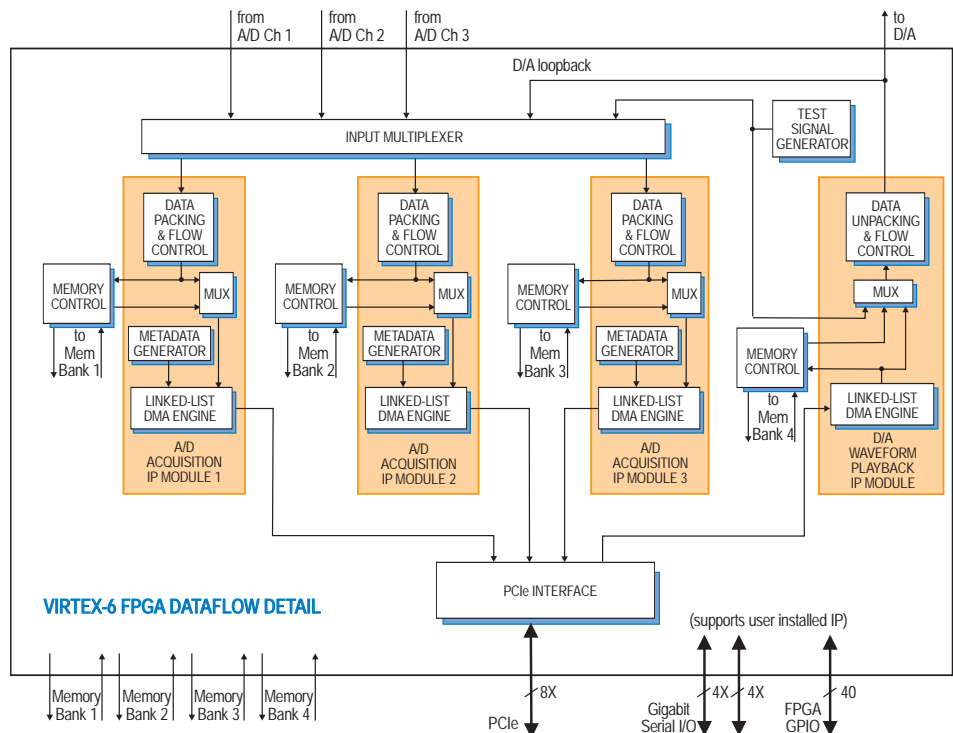 from
A/D Ch 1
from
A/D Ch 2
from
A/D Ch 3
to
D/A
D/A loopback
INPUT MULTIPLEXER
TEST
SIGNAL
GENERATOR
DATA
PACKING
& FLOW
CONTROL
MEMORY
CONTROL
MUX
to
Mem
Bank 1
METADATA
GENERATOR
LINKED-LIST
DMA ENGINE
A/D
ACQUISITION
IP MODULE 1
DATA
PACKING
& FLOW
CONTROL
MEMORY
CONTROL
MUX
to
Mem
Bank 2
METADATA
GENERATOR
LINKED-LIST
DMA ENGINE
A/D
ACQUISITION
IP MODULE 2
DATA
PACKING
& FLOW
CONTROL
MEMORY
CONTROL
MUX
to
Mem
Bank 3
METADATA
GENERATOR
LINKED-LIST
DMA ENGINE
A/D
ACQUISITION
IP MODULE 3
DATA
UNPACKING
& FLOW
CONTROL
MUX
MEMORY
CONTROL
to
Mem
Bank 4
LINKED-LIST
DMA ENGINE
D/A
WAVEFORM
PLAYBACK
IP MODULE
PCIe INTERFACE
VIRTEX-6 FPGA DATAFLOW DETAIL
(supports user installed IP)
Memory
Bank 1
Memory
Bank 2
Memory
Bank 3
Memory
Bank 4
8X
PCIe
4X
4X
Gigabit
Serial I/O
40
FPGA
GPIO